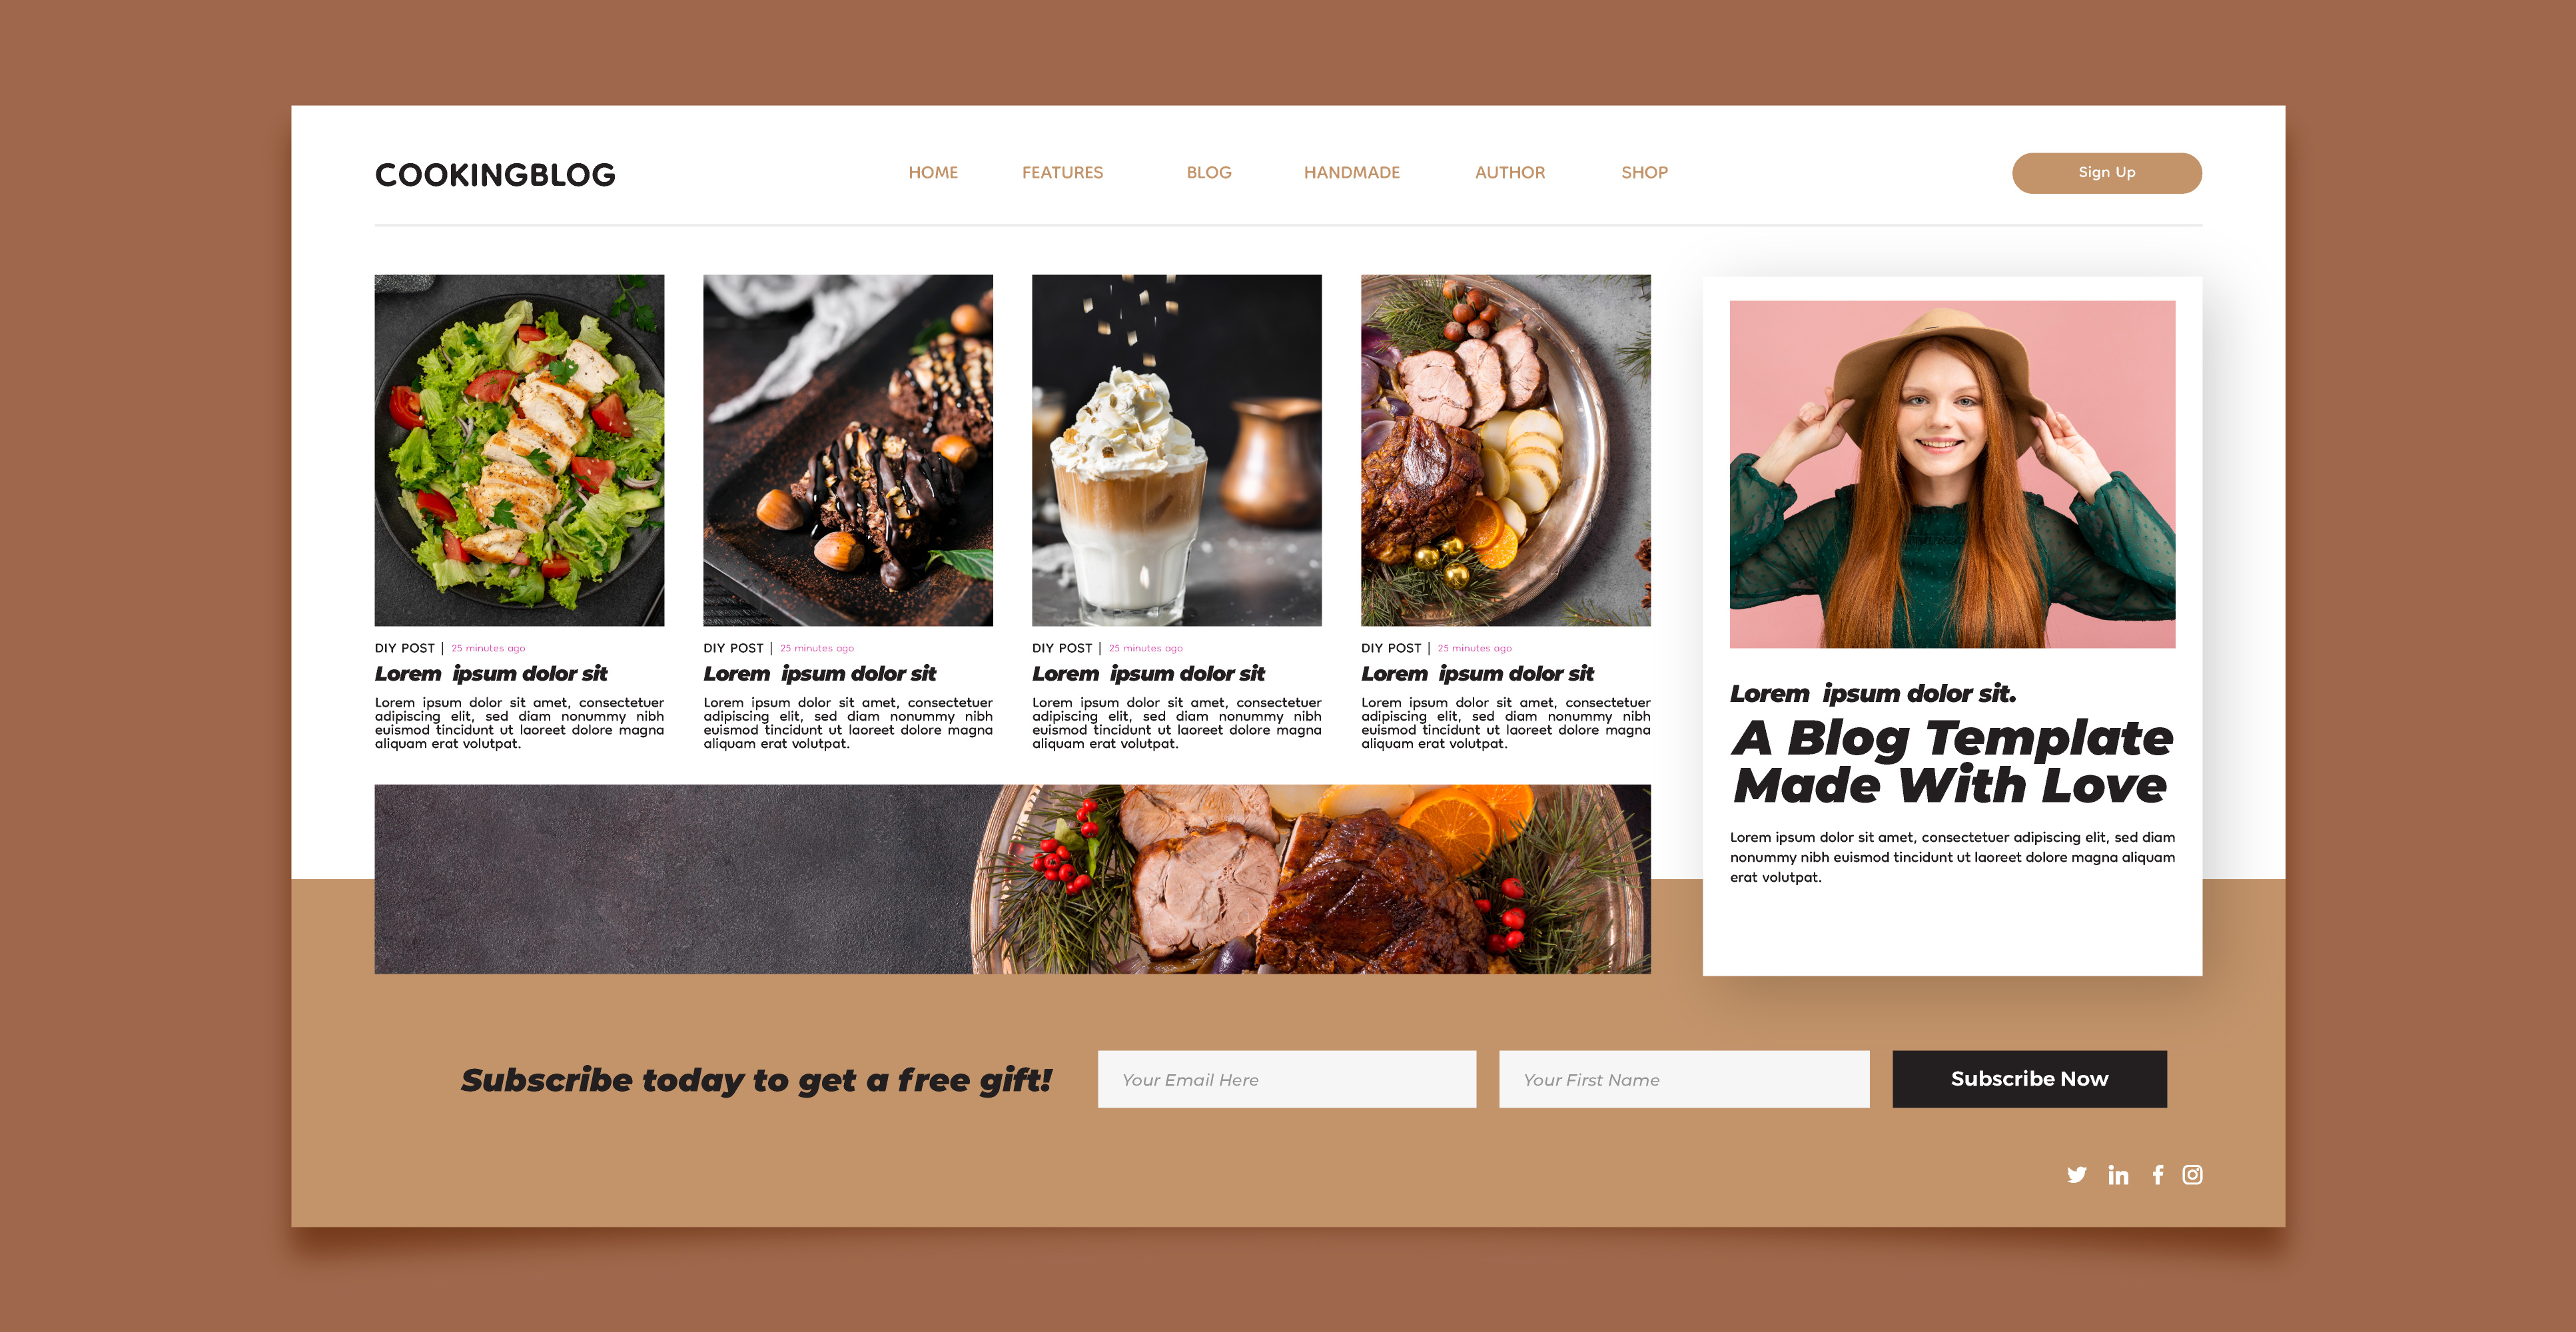 COOKINGBLOG
HOME
FEATURES
BLOG
HANDMADE
AUTHOR
SHOP
Sign Up
DIY POST | 25 minutes ago
Lorem ipsum dolor sit
Lorem ipsum dolor sit amet, consectetuer
adipiscing elit, sed diam nonummy nibh
euismod tincidunt ut laoreet dolore magna
aliquam erat volutpat.
DIY POST | 25 minutes ago
Lorem ipsum dolor sit
Lorem ipsum dolor sit amet, consectetuer
adipiscing elit, sed diam nonummy nibh
euismod tincidunt ut laoreet dolore magna
aliquam erat volutpat.
DIY POST | 25 minutes ago
Lorem ipsum dolor sit
Lorem ipsum dolor sit amet, consectetuer
adipiscing elit, sed diam nonummy nibh
euismod tincidunt ut laoreet dolore magna
aliquam erat volutpat.
DIY POST | 25 minutes ago
Lorem ipsum dolor sit
Lorem ipsum dolor sit amet, consectetuer
adipiscing elit, sed diam nonummy nibh
euismod tincidunt ut laoreet dolore magna
aliquam erat volutpat.
Lorem ipsum dolor sit.
A Blog Template
Made With Love
Lorem ipsum dolor sit amet, consectetuer adipiscing elit, sed diam
nonummy nibh euismod tincidunt ut laoreet dolore magna aliquam
erat volutpat.
Subscribe today to get a free gift!
Your Email Here
Your First Name
Subscribe Now